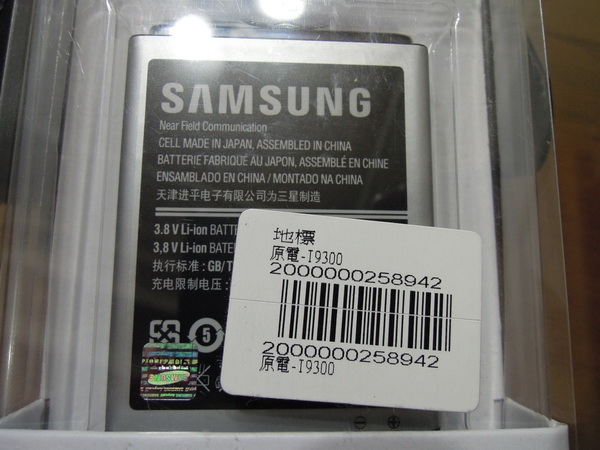 SAMSUNG
Near Field Communication
CELL MADE IN JAPAN, ASSEMBLED IN CHINA
BATTERIE FABRIQUÉ AU JAPON, ASSEMBLÉ EN CHINE
ENSAMBLADO EN CHINA / MONTADO NA CHINA
天津进平电子有限公司为三星制造
3.8 V Li-ion
3,8 V Li-ion
执行标准 : GB/T
充电限制电压 :
5
地標
原電-I9300
2000000258942
2000000258942
原電-I9300
SAMSUNG